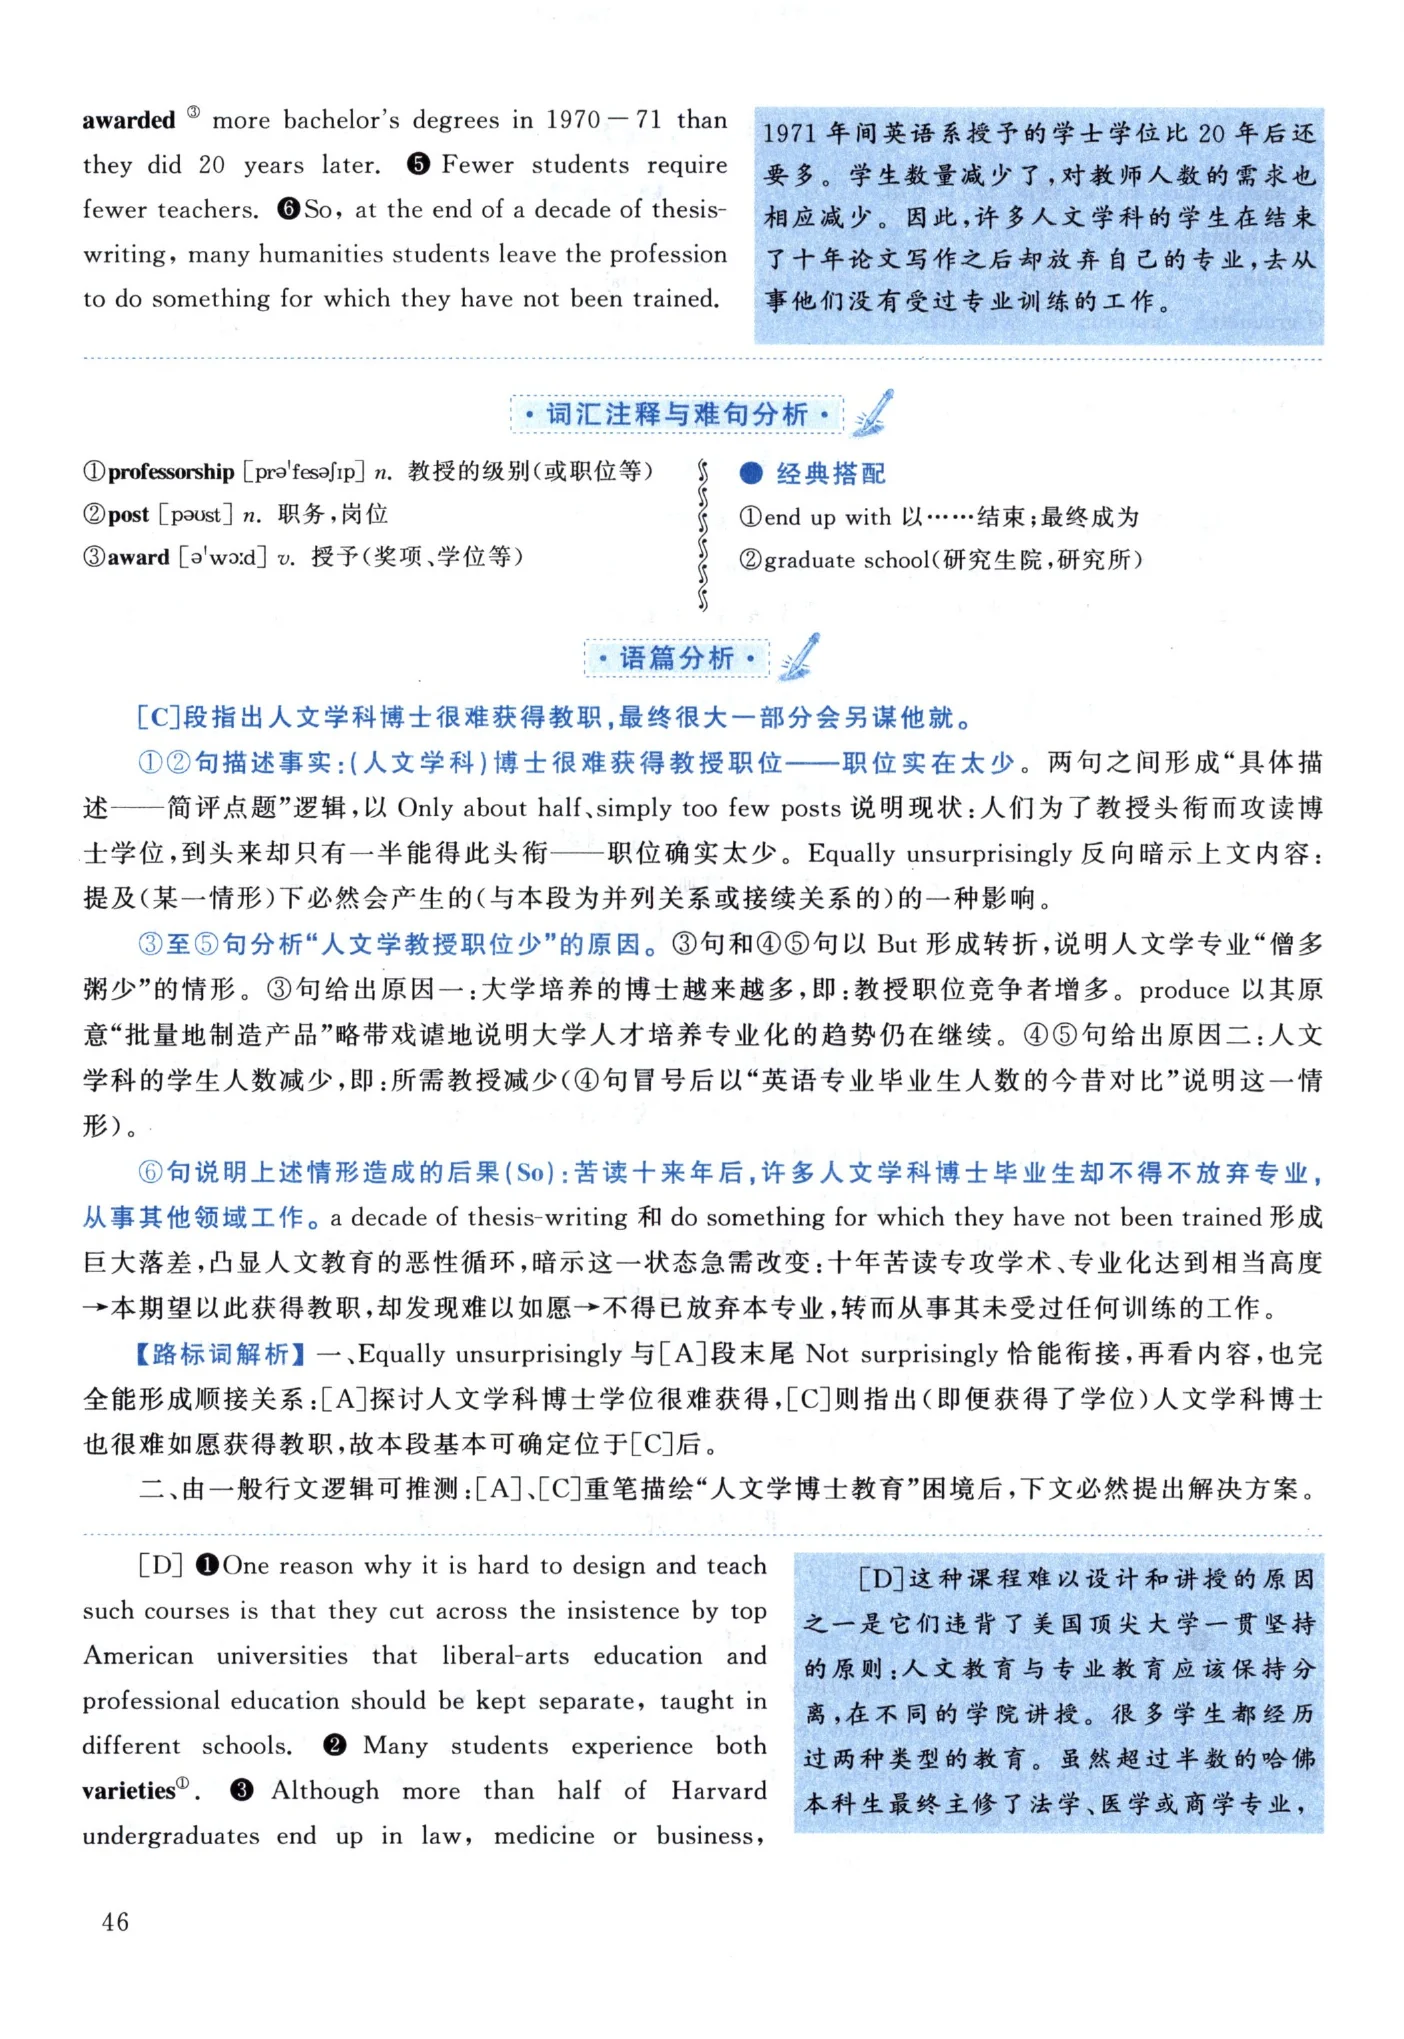 awarded ③ more bachelor's degrees in 1970－71 than
they did 20 years later. ❺ Fewer students require
fewer teachers. ❻So, at the end of a decade of thesis-
writing, many humanities students leave the profession
to do something for which they have not been trained.
1971 年间英语系授予的学士学位比 20 年后还
要多。学生数量减少了,对教师人数的需求也
相应减少。因此,许多人文学科的学生在结束
了十年论文写作之后却放弃自己的专业,去从
事他们没有受过专业训练的工作。
·词汇注释与难句分析·
①professorship [prə'fesəʃɪp] n. 教授的级别(或职位等)
②post [pəʊst] n. 职务,岗位
③award [ə'wɔːd] v. 授予(奖项、学位等)
● 经典搭配
①end up with 以……结束;最终成为
②graduate school(研究生院,研究所)
·语篇分析·
[C]段指出人文学科博士很难获得教职,最终很大一部分会另谋他就。
①②句描述事实:(人文学科)博士很难获得教授职位——职位实在太少。两句之间形成“具体描
述——简评点题”逻辑,以 Only about half、simply too few posts 说明现状:人们为了教授头衔而攻读博
士学位,到头来却只有一半能得此头衔——职位确实太少。Equally unsurprisingly 反向暗示上文内容:
提及(某一情形)下必然会产生的(与本段为并列关系或接续关系的)的一种影响。
③至⑤句分析“人文学教授职位少”的原因。③句和④⑤句以 But 形成转折,说明人文学专业“僧多
粥少”的情形。③句给出原因一:大学培养的博士越来越多,即:教授职位竞争者增多。produce 以其原
意“批量地制造产品”略带戏谑地说明大学人才培养专业化的趋势仍在继续。④⑤句给出原因二:人文
学科的学生人数减少,即:所需教授减少(④句冒号后以“英语专业毕业生人数的今昔对比”说明这一情
形)。
⑥句说明上述情形造成的后果(So):苦读十来年后,许多人文学科博士毕业生却不得不放弃专业,
从事其他领域工作。a decade of thesis-writing 和 do something for which they have not been trained 形成
巨大落差,凸显人文教育的恶性循环,暗示这一状态急需改变:十年苦读专攻学术、专业化达到相当高度
→本期望以此获得教职,却发现难以如愿→不得已放弃本专业,转而从事其未受过任何训练的工作。
【路标词解析】一、Equally unsurprisingly 与[A]段末尾 Not surprisingly 恰能衔接,再看内容,也完
全能形成顺接关系:[A]探讨人文学科博士学位很难获得,[C]则指出(即便获得了学位)人文学科博士
也很难如愿获得教职,故本段基本可确定位于[C]后。
二、由一般行文逻辑可推测:[A]、[C]重笔描绘“人文学博士教育”困境后,下文必然提出解决方案。
[D] ❶One reason why it is hard to design and teach
such courses is that they cut across the insistence by top
American universities that liberal-arts education and
professional education should be kept separate, taught in
different schools. ❷ Many students experience both
varieties①. ❸ Although more than half of Harvard
undergraduates end up in law, medicine or business,
[D]这种课程难以设计和讲授的原因
之一是它们违背了美国顶尖大学一贯坚持
的原则:人文教育与专业教育应该保持分
离,在不同的学院讲授。很多学生都经历
过两种类型的教育。虽然超过半数的哈佛
本科生最终主修了法学、医学或商学专业,
46